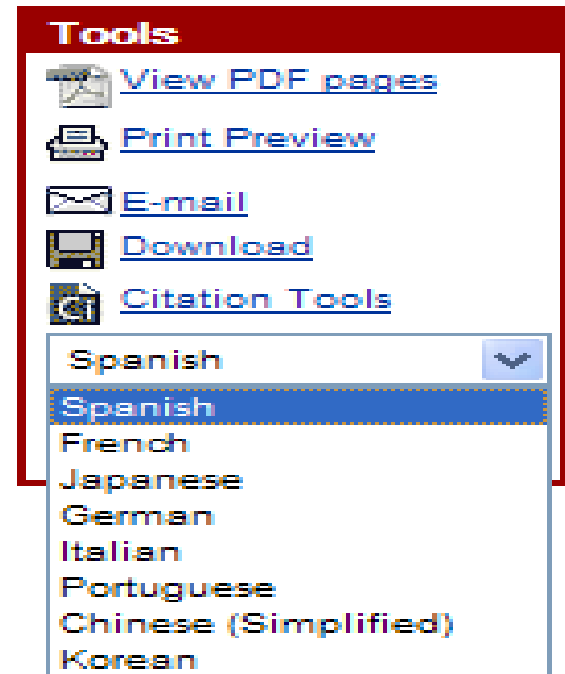 Tools
View PDF pages
Print Preview
E-mail
Download
Citation Tools
Spanish
Spanish
French
Japanese
German
Italian
Portuguese
Chinese (Simplified)
Korean